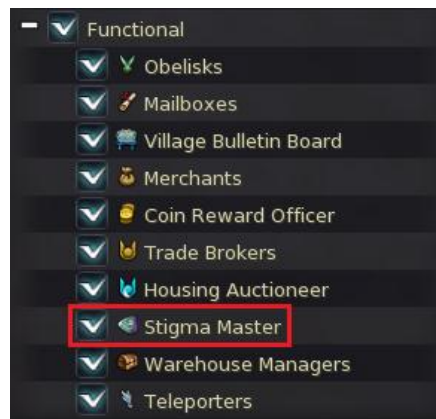 Functional
Obelisks
Mailboxes
Village Bulletin Board
Merchants
Coin Reward Officer
Trade Brokers
Housing Auctioneer
Stigma Master
Warehouse Managers
Teleporters